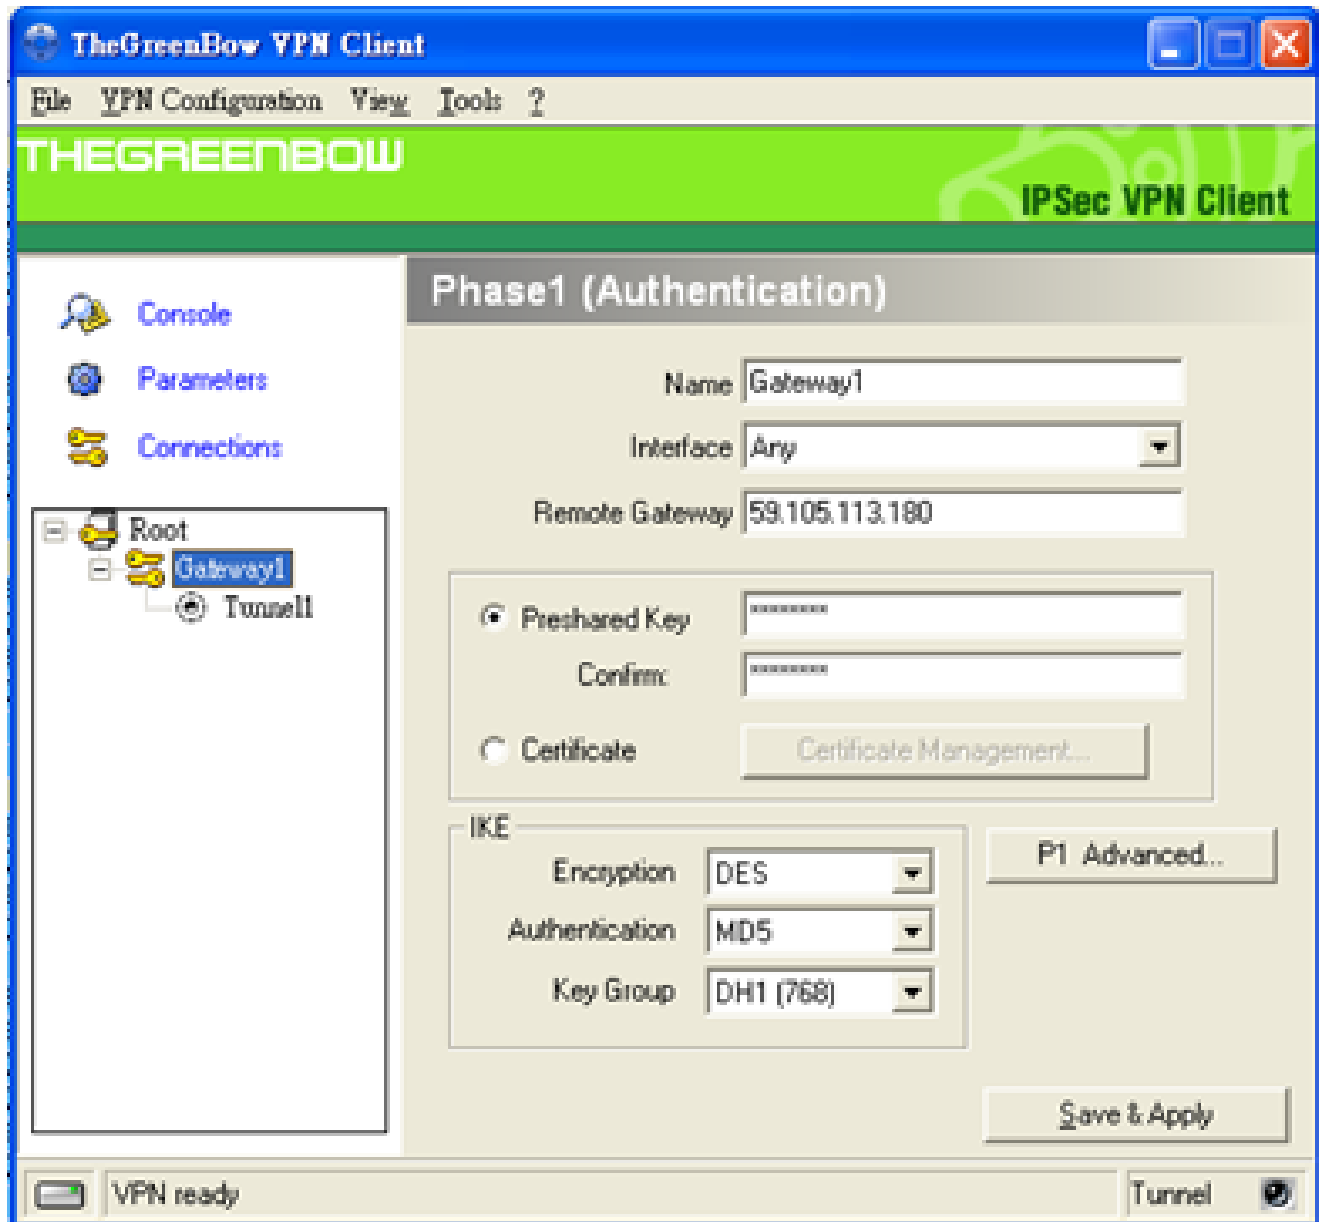 TheGreenBow VPN Client
File VPN Configuration View Tools ?
THEGREENBOW
IPSec VPN Client
Console
Parameters
Connections
Root
Gateway1
Tunnel1
Phase1 (Authentication)
Name Gateway1
Interface Any
Remote Gateway 59.105.113.180
Preshared Key ********
Confirm: ********
Certificate Certificate Management...
IKE
Encryption DES
Authentication MD5
Key Group DH1 (768)
P1 Advanced...
Save & Apply
VPN ready Tunnel